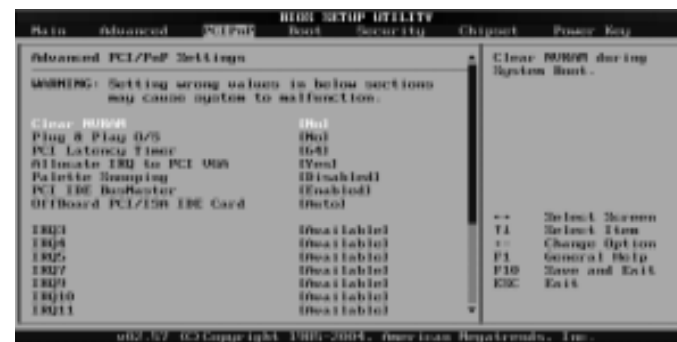 BIOS SETUP UTILITY
Main Advanced PCIPnP Boot Security Chipset Power Key
Advanced PCI/PnP Settings
WARNING: Setting wrong values in below sections
may cause system to malfunction.
Clear NVRAM [No]
Plug & Play O/S [No]
PCI Latency Timer [64]
Allocate IRQ to PCI VGA [Yes]
Palette Snooping [Disabled]
PCI IDE BusMaster [Enabled]
OffBoard PCI/ISA IDE Card [Auto]
IRQ3 [Available]
IRQ4 [Available]
IRQ5 [Available]
IRQ7 [Available]
IRQ9 [Available]
IRQ10 [Available]
IRQ11 [Available]
Clear NVRAM during
System Boot.
←→ Select Screen
↑↓ Select Item
+- Change Option
F1 General Help
F10 Save and Exit
ESC Exit
v02.57 (C)Copyright 1985-2004, American Megatrends, Inc.